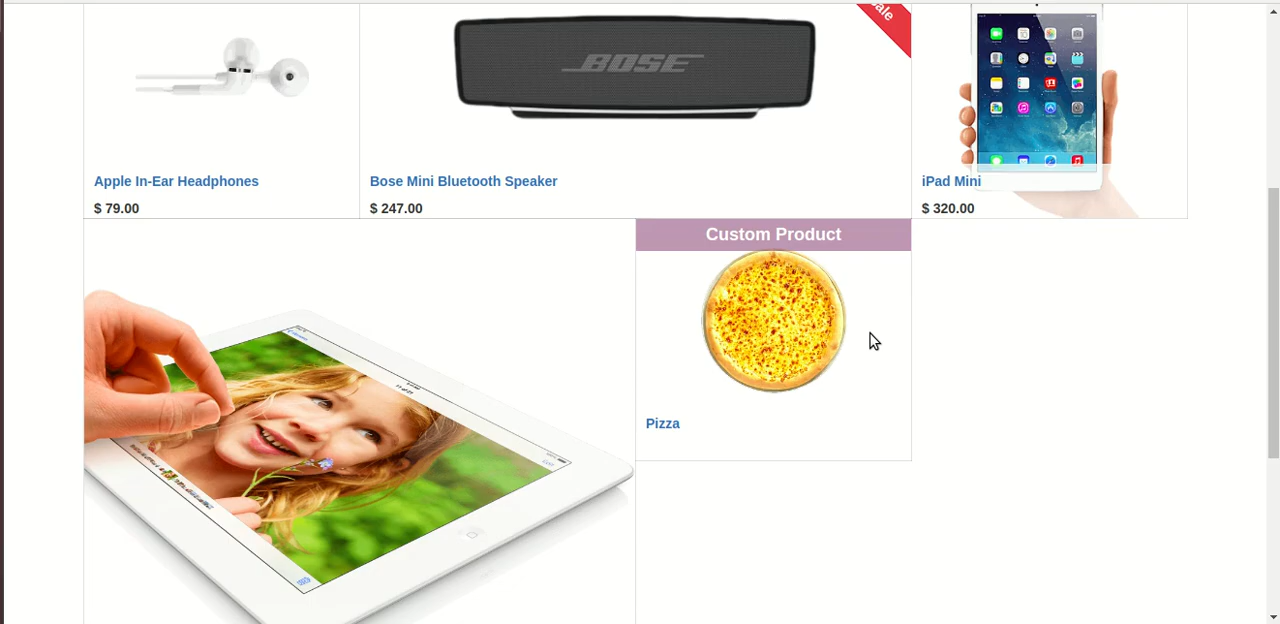 ale
BOSE
Apple In-Ear Headphones
Bose Mini Bluetooth Speaker
iPad Mini
$ 79.00
$ 247.00
$ 320.00
Custom Product
Pizza